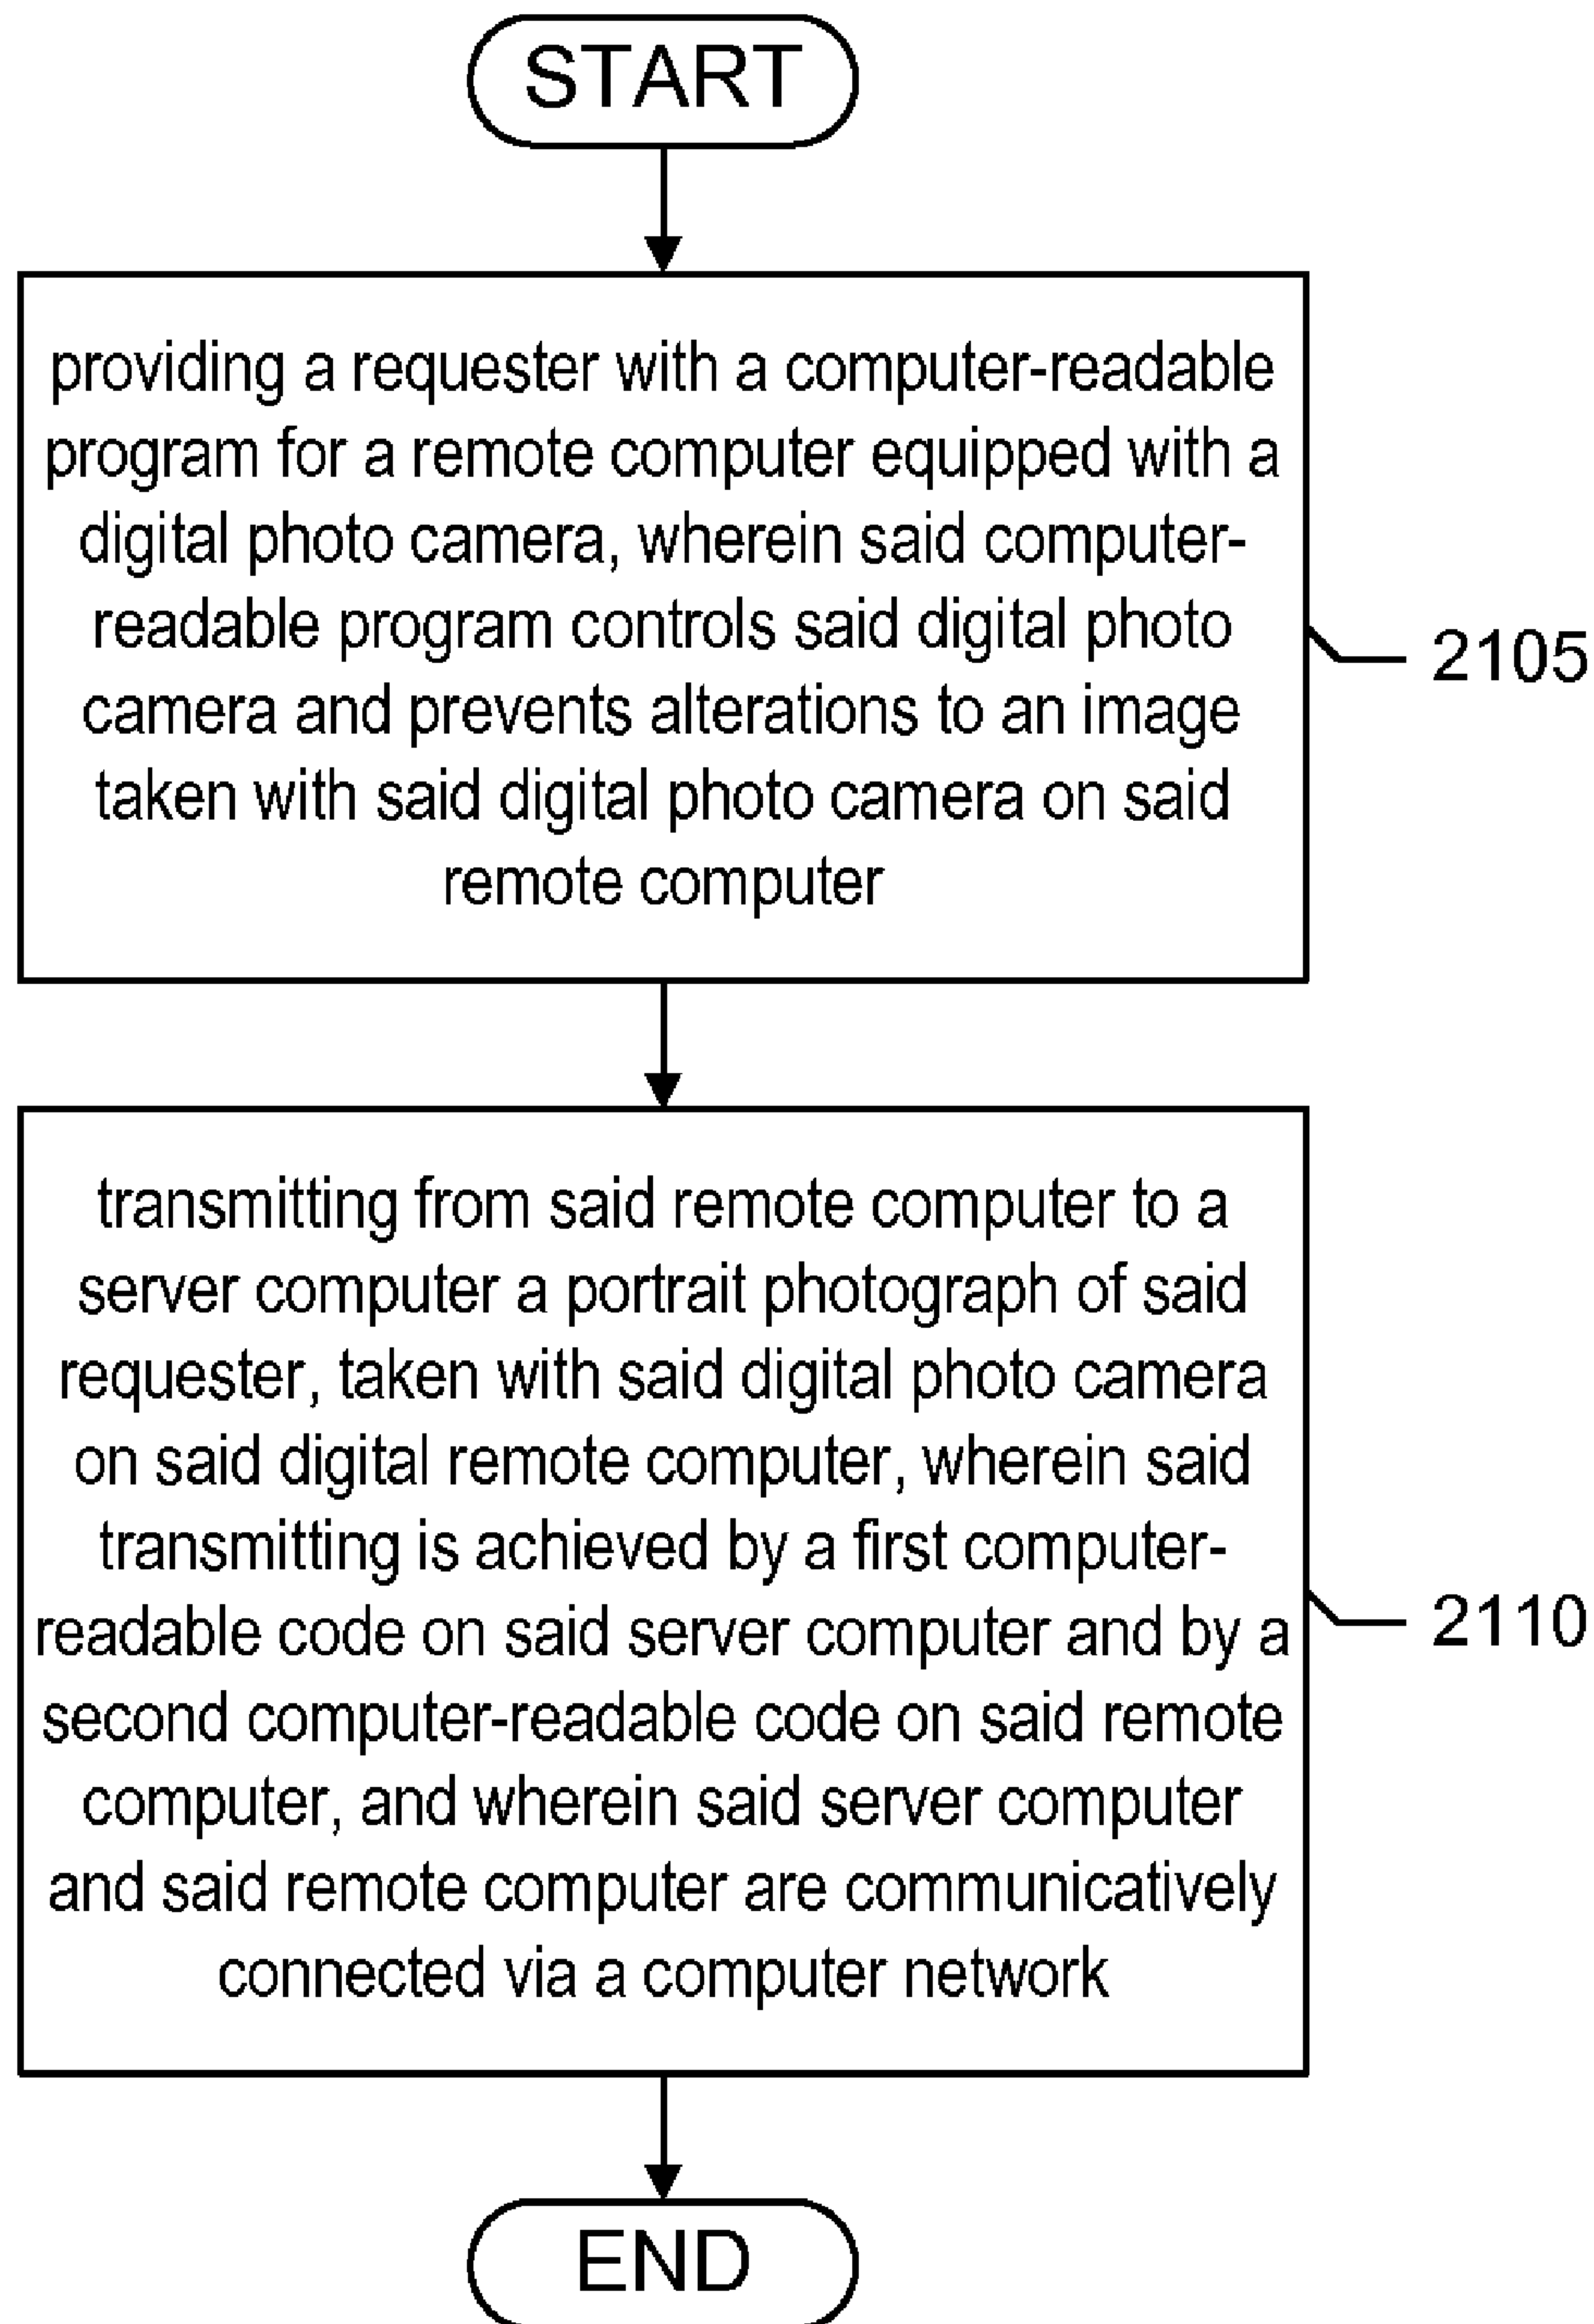 START
providing a requester with a computer-readable
program for a remote computer equipped with a
digital photo camera, wherein said computer-
readable program controls said digital photo
camera and prevents alterations to an image
taken with said digital photo camera on said
remote computer
2105
transmitting from said remote computer to a
server computer a portrait photograph of said
requester, taken with said digital photo camera
on said digital remote computer, wherein said
transmitting is achieved by a first computer-
readable code on said server computer and by a
second computer-readable code on said remote
computer, and wherein said server computer
and said remote computer are communicatively
connected via a computer network
2110
END